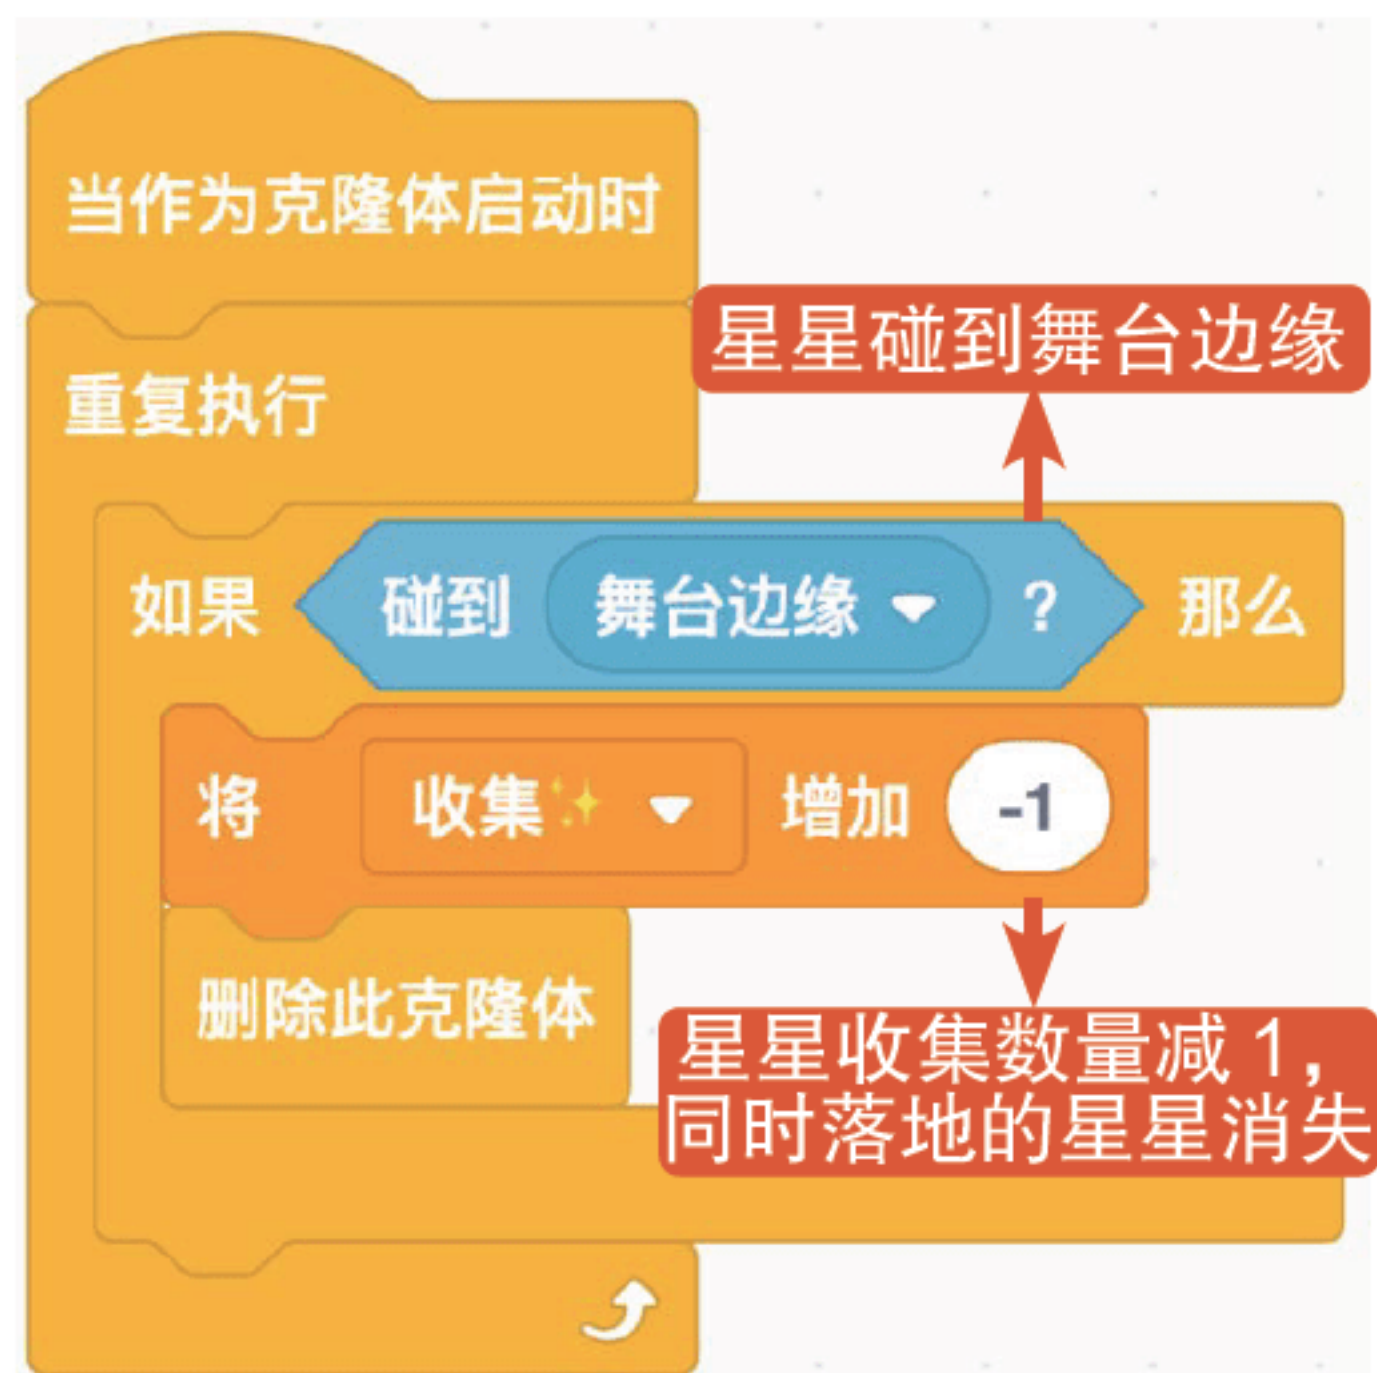 当作为克隆体启动时
星星碰到舞台边缘
重复执行
如果 碰到 舞台边缘 ? 那么
将 收集✨ 增加 -1
删除此克隆体
星星收集数量减 1，
同时落地的星星消失